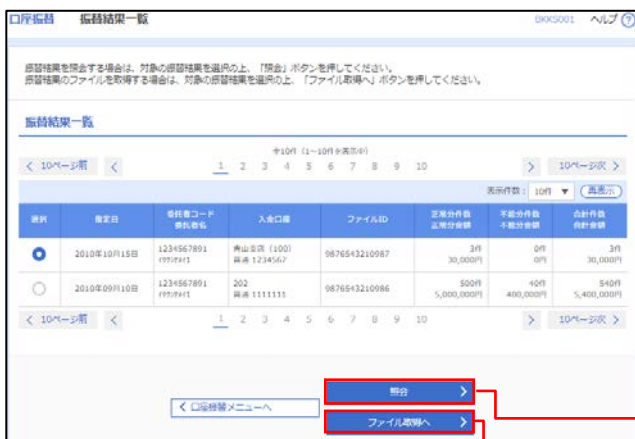 口座振替 振替結果一覧 BKKS001 ヘルプ ?
振替結果を照会する場合は、対象の振替結果を選択の上、「照会」ボタンを押してください。
振替結果のファイルを取得する場合は、対象の振替結果を選択の上、「ファイル取得へ」ボタンを押してください。
振替結果一覧
全10件（1～10件を表示中）
< 10ページ前 < 1 2 3 4 5 6 7 8 9 10 > 10ページ次 >
表示件数： 10件 ▼ 再表示
選択 指定日 委託者コード 委託者名 入金口座 ファイルID 正常分件数 正常分金額 不能分件数 不能分金額 合計件数 合計金額
2010年10月15日 1234567891 青山支店（100） 普通 1234567 9876543210987 3件 30,000円 0件 0円 3件 30,000円
2010年09月10日 1234567891 202 普通 1111111 9876543210986 500件 5,000,000円 40件 400,000円 540件 5,400,000円
< 10ページ前 < 1 2 3 4 5 6 7 8 9 10 > 10ページ次 >
照会 >
< 口座振替メニューへ
ファイル取得へ >